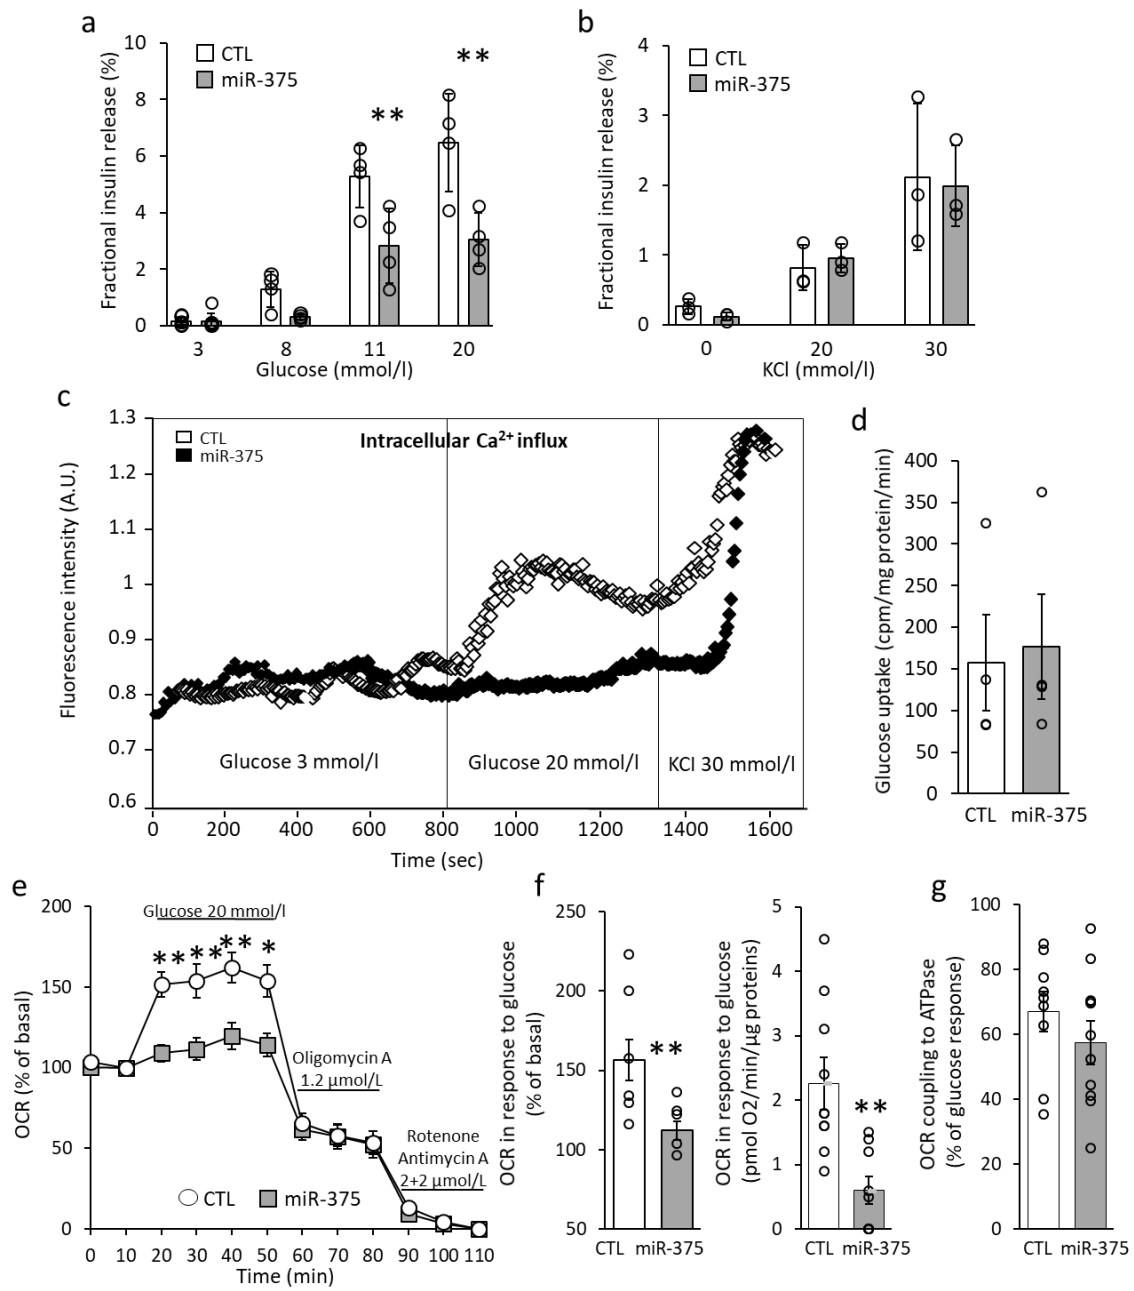 a
10
8
6
4
2
0
Fractional insulin release (%)
CTL
miR-375
**
**
3 8 11 20
Glucose (mmol/l)
b
4
3
2
1
0
Fractional insulin release (%)
CTL
miR-375
0 20 30
KCl (mmol/l)
c
1.3
1.2
1.1
1
0.9
0.8
0.7
0.6
Fluorescence intensity (A.U.)
CTL
miR-375
Intracellular Ca²⁺ influx
Glucose 3 mmol/l
Glucose 20 mmol/l
KCl 30 mmol/l
0 200 400 600 800 1000 1200 1400 1600
Time (sec)
d
400
350
300
250
200
150
100
50
0
Glucose uptake (cpm/mg protein/min)
CTL miR-375
e
200
150
100
50
0
OCR (% of basal)
Glucose 20 mmol/l
** ** ** *
Oligomycin A
1.2 µmol/L
Rotenone
Antimycin A
2+2 µmol/L
CTL miR-375
0 10 20 30 40 50 60 70 80 90 100 110
Time (min)
f
250
200
150
100
50
OCR in response to glucose
(% of basal)
**
CTL miR-375
5
4
3
2
1
0
OCR in response to glucose
(pmol O2/min/µg proteins)
**
CTL miR-375
g
100
80
60
40
20
0
OCR coupling to ATPase
(% of glucose response)
CTL miR-375